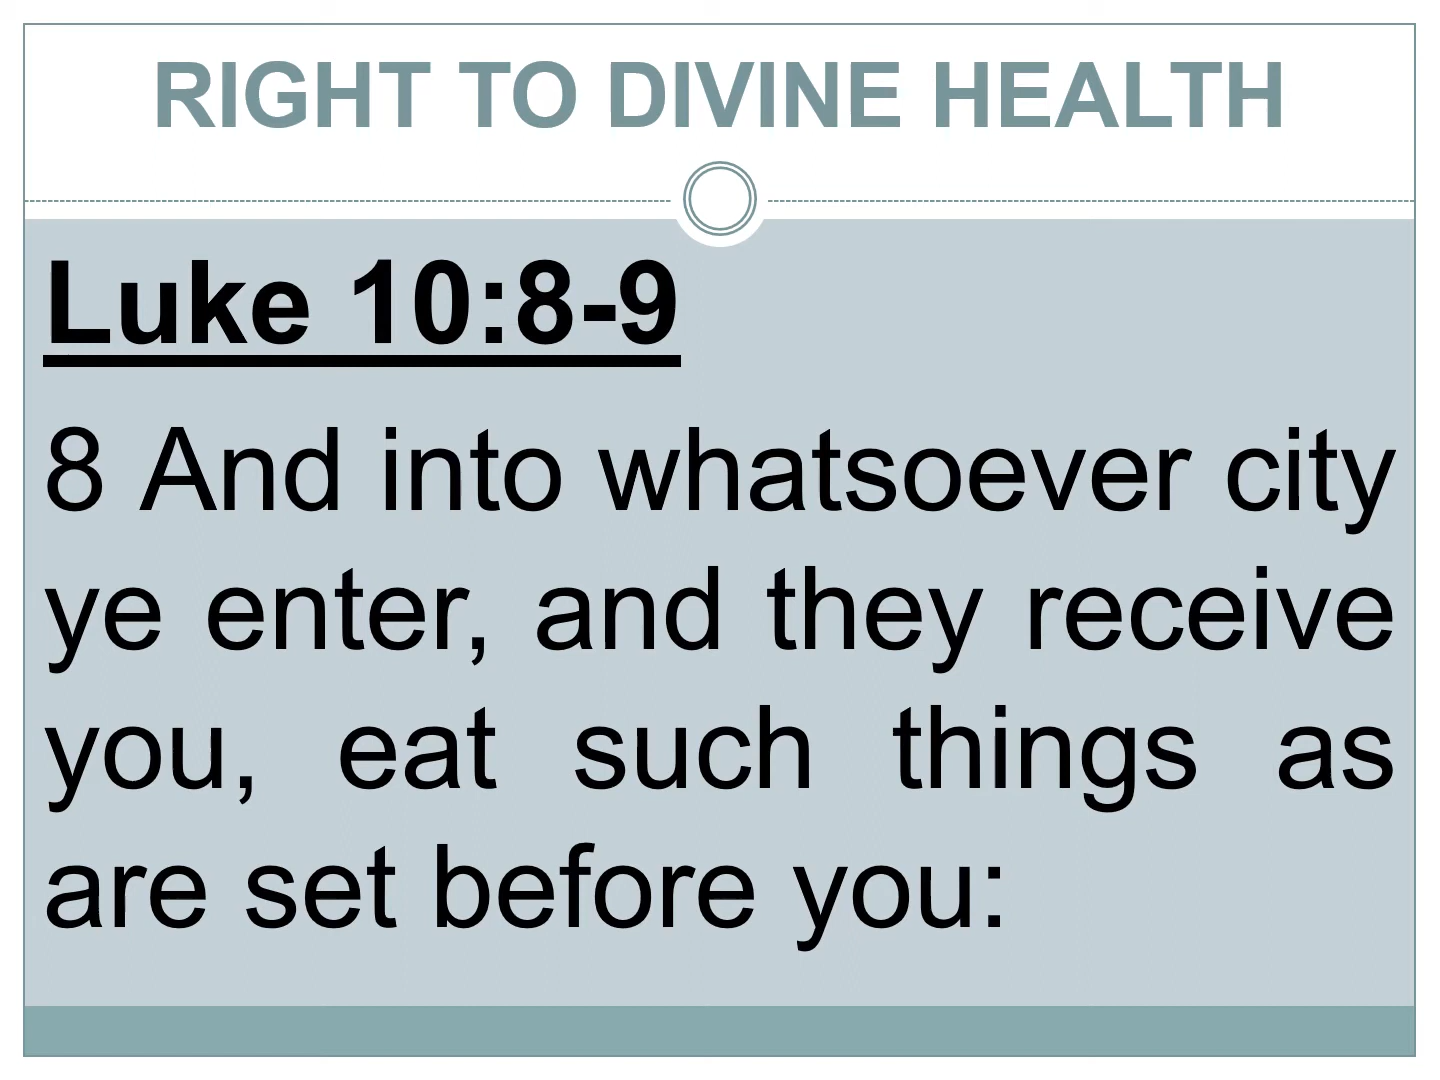 RIGHT TO DIVINE HEALTH
Luke 10:8-9
8 And into whatsoever city
ye enter, and they receive
you, eat such things as
are set before you: